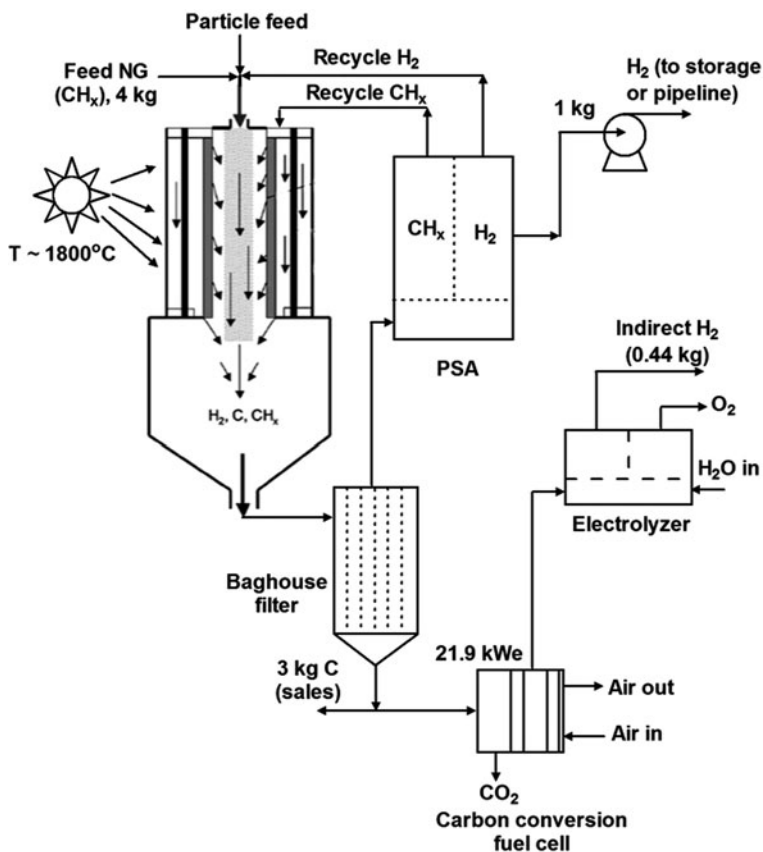 Particle feed
Feed NG
(CHₓ), 4 kg
Recycle H₂
Recycle CHₓ
H₂ (to storage
or pipeline)
1 kg
T ~ 1800°C
CHₓ
H₂
PSA
H₂, C, CHₓ
Indirect H₂
(0.44 kg)
O₂
H₂O in
Electrolyzer
Baghouse
filter
21.9 kWe
3 kg C
(sales)
Air out
Air in
CO₂
Carbon conversion
fuel cell